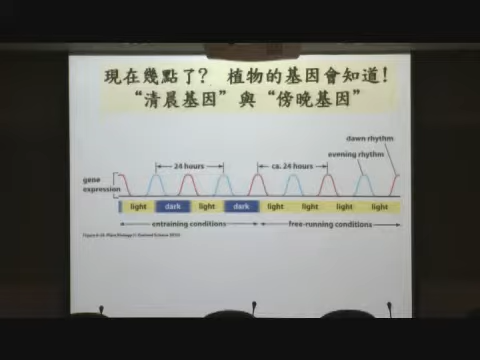 現在幾點了？ 植物的基因會知道！
“清晨基因”與“傍晚基因”
dawn rhythm
24 hours
ca. 24 hours
evening rhythm
gene
expression
light
dark
light
dark
light
light
light
light
entraining conditions
free-running conditions